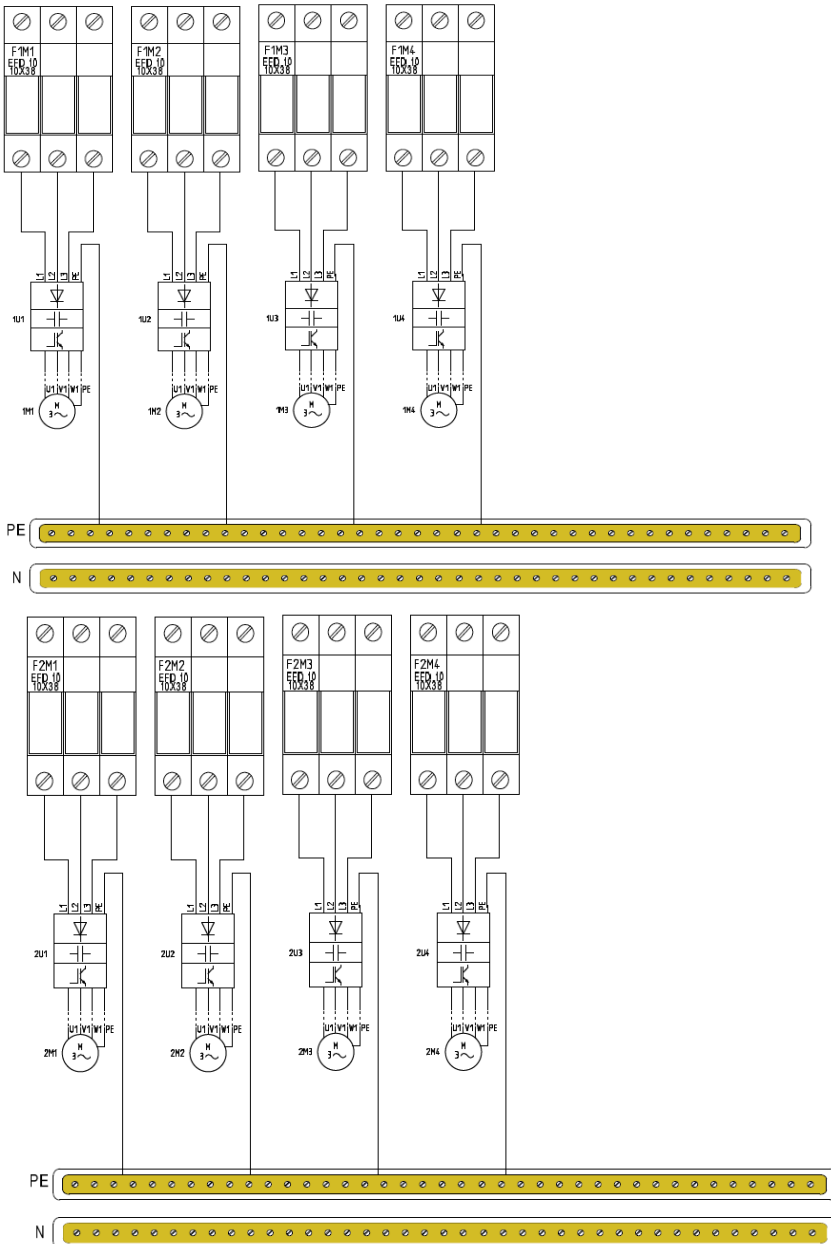 F1M1 F1M2 F1M3 F1M4
EFD 10 EFD 10 EFD 10 EFD 10
10X38 10X38 10X38 10X38
L1 L2 L3 PE L1 L2 L3 PE L1 L2 L3 PE L1 L2 L3 PE
1U1 1U2 1U3 1U4
U1 V1 W1 PE U1 V1 W1 PE U1 V1 W1 PE U1 V1 W1 PE
1M1 M 3~ 1M2 M 3~ 1M3 M 3~ 1M4 M 3~
PE
N
F2M1 F2M2 F2M3 F2M4
EFD 10 EFD 10 EFD 10 EFD 10
10X38 10X38 10X38 10X38
L1 L2 L3 PE L1 L2 L3 PE L1 L2 L3 PE L1 L2 L3 PE
2U1 2U2 2U3 2U4
U1 V1 W1 PE U1 V1 W1 PE U1 V1 W1 PE U1 V1 W1 PE
2M1 M 3~ 2M2 M 3~ 2M3 M 3~ 2M4 M 3~
PE
N